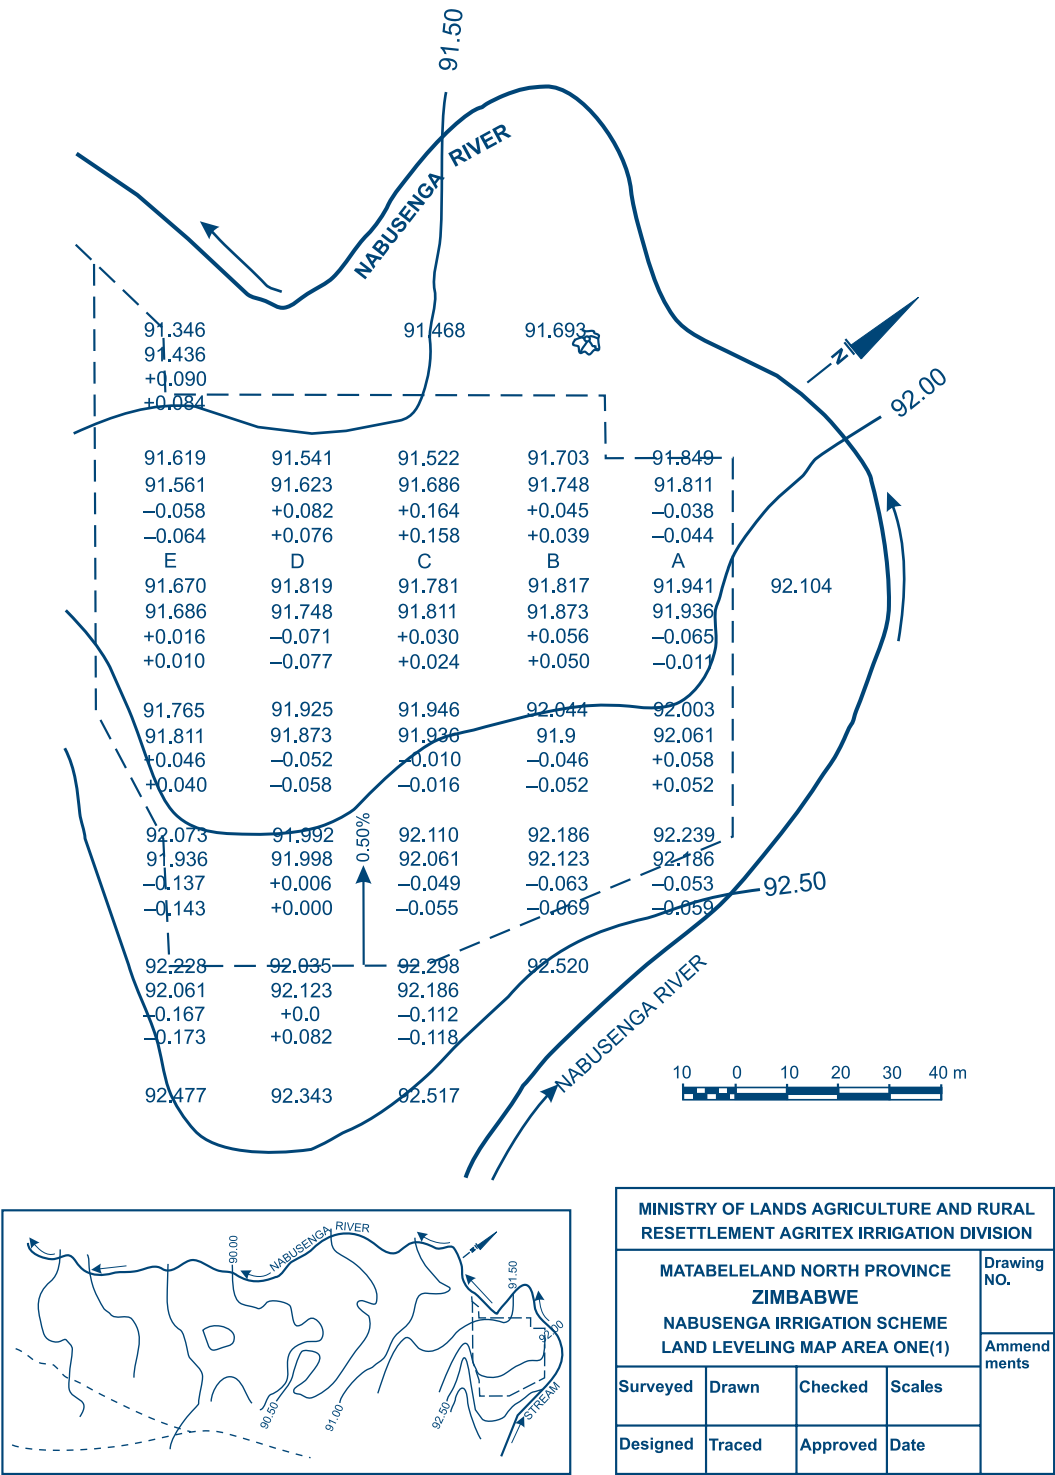 91.50
NABUSENGA RIVER
91.346 91.468 91.693
91.436
+0.090
+0.084
N
92.00
91.619 91.541 91.522 91.703 91.849
91.561 91.623 91.686 91.748 91.811
–0.058 +0.082 +0.164 +0.045 –0.038
–0.064 +0.076 +0.158 +0.039 –0.044
E D C B A
91.670 91.819 91.781 91.817 91.941 92.104
91.686 91.748 91.811 91.873 91.936
+0.016 –0.071 +0.030 +0.056 –0.065
+0.010 –0.077 +0.024 +0.050 –0.011
91.765 91.925 91.946 92.044 92.003
91.811 91.873 91.936 91.9 92.061
+0.046 –0.052 –0.010 –0.046 +0.058
+0.040 –0.058 –0.016 –0.052 +0.052
92.073 91.992 92.110 92.186 92.239
91.936 91.998 92.061 92.123 92.186
–0.137 +0.006 –0.049 –0.063 –0.053
–0.143 +0.000 –0.055 –0.069 –0.059
0.50%
92.50
92.228 92.035 92.298 92.520
92.061 92.123 92.186
–0.167 +0.0 –0.112
–0.173 +0.082 –0.118
92.477 92.343 92.517
NABUSENGA RIVER
10 0 10 20 30 40 m
90.00
NABUSENGA RIVER
91.50
92.00
90.50
91.00
92.50
STREAM
MINISTRY OF LANDS AGRICULTURE AND RURAL
RESETTLEMENT AGRITEX IRRIGATION DIVISION
MATABELELAND NORTH PROVINCE
ZIMBABWE
NABUSENGA IRRIGATION SCHEME
LAND LEVELING MAP AREA ONE(1)
Drawing
NO.
Ammend
ments
Surveyed Drawn Checked Scales
Designed Traced Approved Date